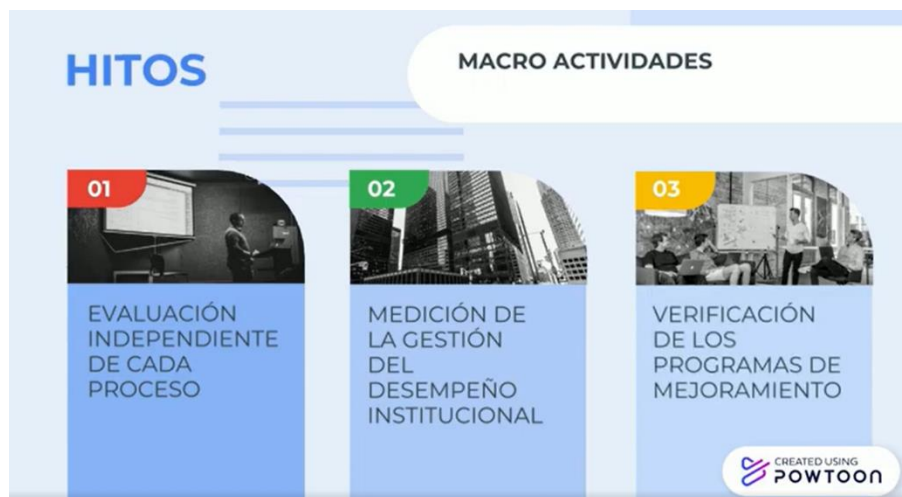 HITOS
MACRO ACTIVIDADES
01
EVALUACIÓN
INDEPENDIENTE
DE CADA
PROCESO
02
MEDICIÓN DE
LA GESTIÓN
DEL
DESEMPEÑO
INSTITUCIONAL
03
VERIFICACIÓN
DE LOS
PROGRAMAS DE
MEJORAMIENTO
CREATED USING
POWTOON